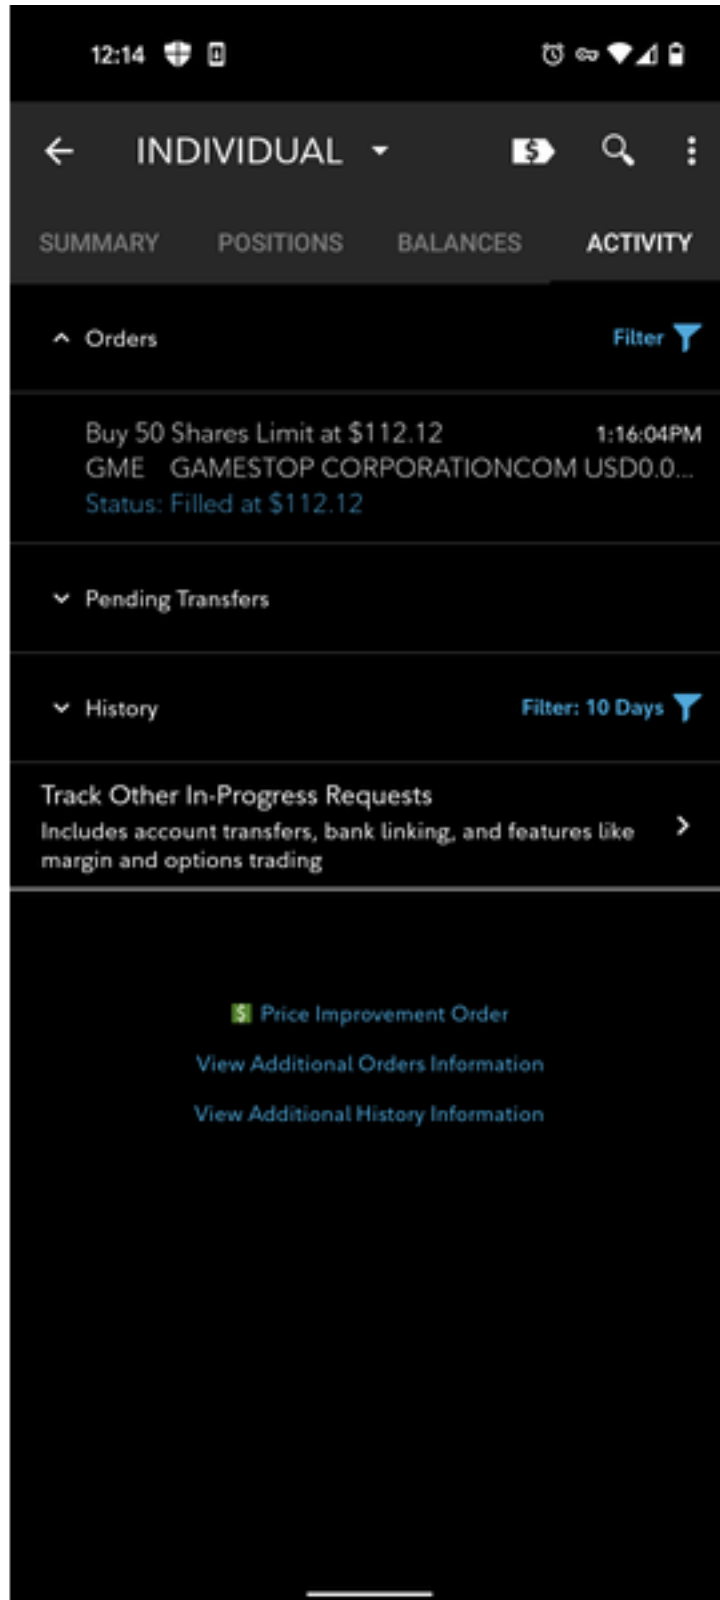 12:14
INDIVIDUAL
SUMMARY POSITIONS BALANCES ACTIVITY
Orders Filter
Buy 50 Shares Limit at $112.12 1:16:04PM
GME GAMESTOP CORPORATIONCOM USD0.0...
Status: Filled at $112.12
Pending Transfers
History Filter: 10 Days
Track Other In-Progress Requests
Includes account transfers, bank linking, and features like
margin and options trading
$ Price Improvement Order
View Additional Orders Information
View Additional History Information